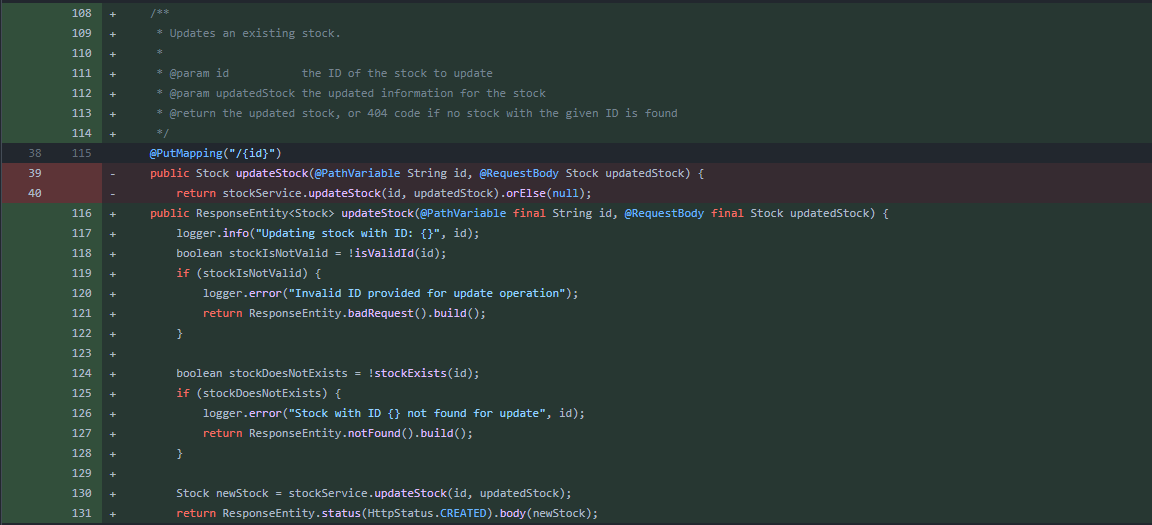 108 + /**
109 + * Updates an existing stock.
110 + *
111 + * @param id the ID of the stock to update
112 + * @param updatedStock the updated information for the stock
113 + * @return the updated stock, or 404 code if no stock with the given ID is found
114 + */
38 115 @PutMapping("/{id}")
39 - public Stock updateStock(@PathVariable String id, @RequestBody Stock updatedStock) {
40 - return stockService.updateStock(id, updatedStock).orElse(null);
116 + public ResponseEntity<Stock> updateStock(@PathVariable final String id, @RequestBody final Stock updatedStock) {
117 + logger.info("Updating stock with ID: {}", id);
118 + boolean stockIsNotValid = !isValidId(id);
119 + if (stockIsNotValid) {
120 + logger.error("Invalid ID provided for update operation");
121 + return ResponseEntity.badRequest().build();
122 + }
123 +
124 + boolean stockDoesNotExists = !stockExists(id);
125 + if (stockDoesNotExists) {
126 + logger.error("Stock with ID {} not found for update", id);
127 + return ResponseEntity.notFound().build();
128 + }
129 +
130 + Stock newStock = stockService.updateStock(id, updatedStock);
131 + return ResponseEntity.status(HttpStatus.CREATED).body(newStock);